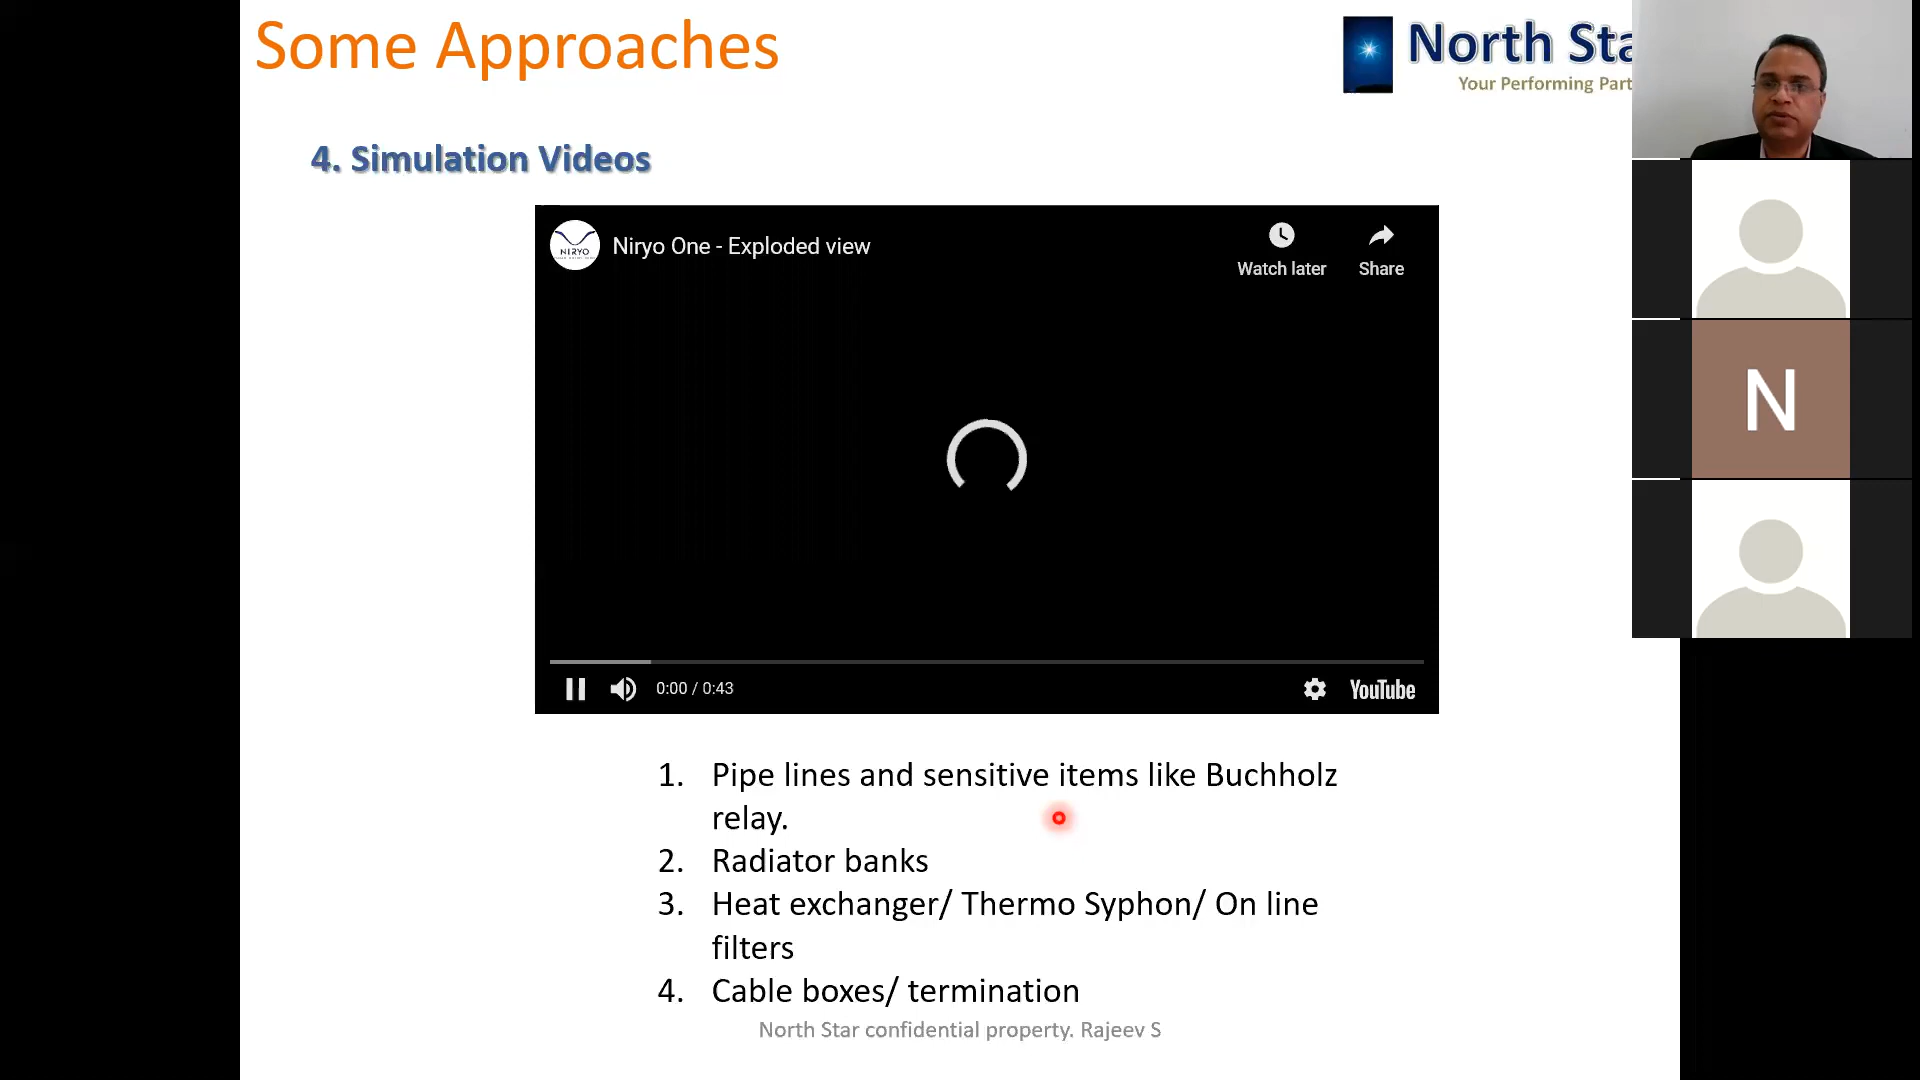 Some Approaches
North Sta
Your Performing Part
4. Simulation Videos
NIRYO
Niryo One - Exploded view
Watch later
Share
N
0:00 / 0:43
YouTube
1. Pipe lines and sensitive items like Buchholz
relay.
2. Radiator banks
3. Heat exchanger/ Thermo Syphon/ On line
filters
4. Cable boxes/ termination
North Star confidential property. Rajeev S